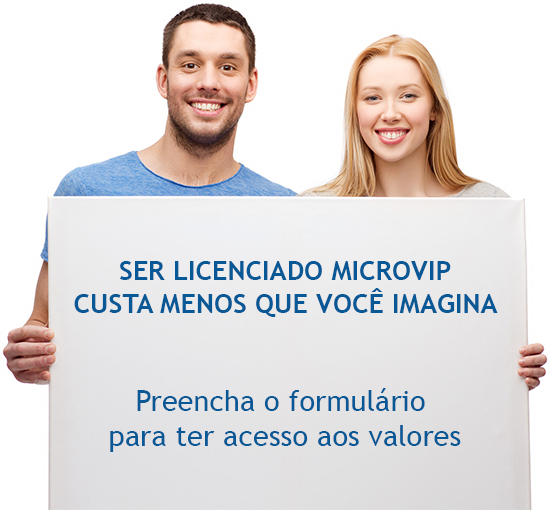 SER LICENCIADO MICROVIP
CUSTA MENOS QUE VOCÊ IMAGINA
Preencha o formulário
para ter acesso aos valores